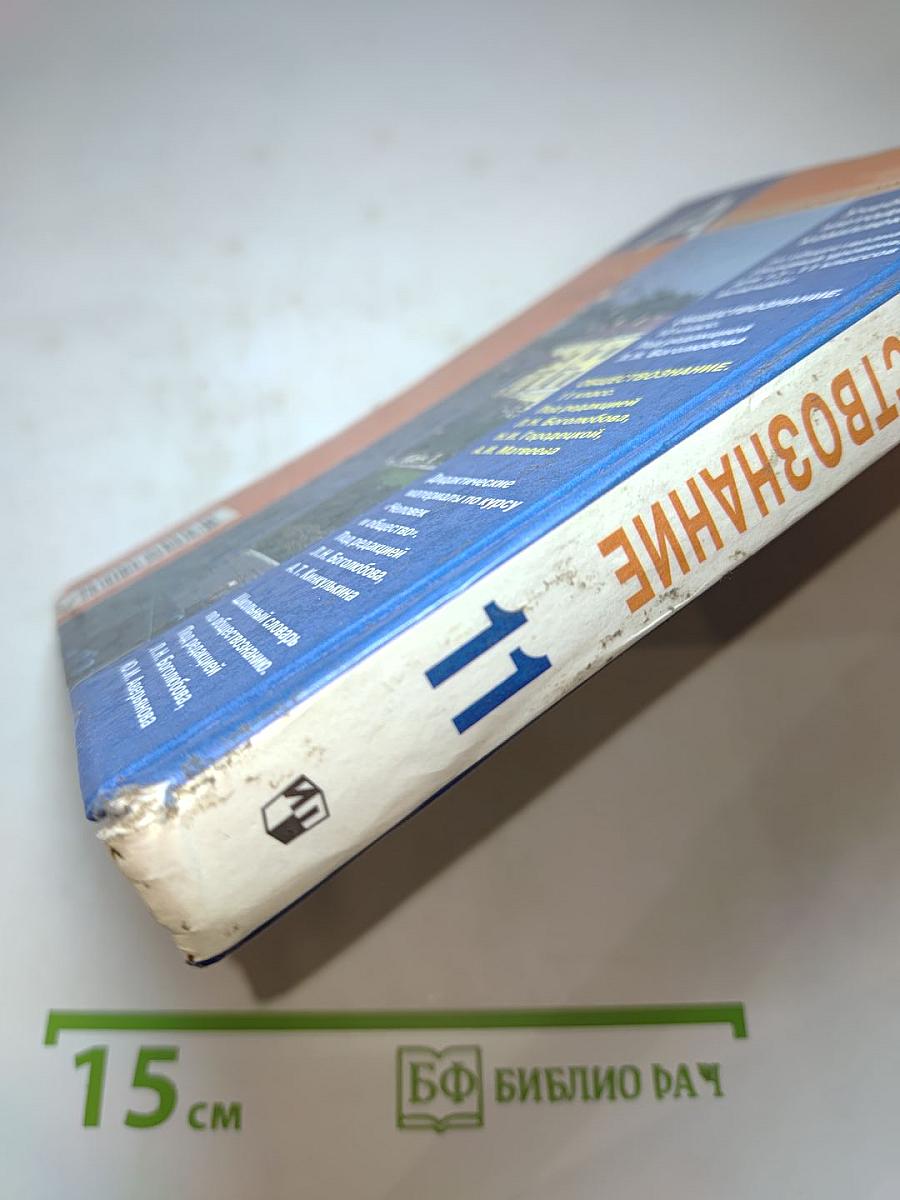 ОБЩЕСТВОЗНАНИЕ.
11 класс.
Под редакцией
Л.Н. Боголюбова,
Н.И. Городецкой,
А.И. Матвеева
Дидактические
материалы по курсу
«Человек
и общество».
Под редакцией
Л.Н. Боголюбова,
А.Т. Кинкулькина
Школьный словарь
по обществознанию.
Под редакцией
Л.Н. Боголюбова,
Ю.И. Аверьянова
СТВОЗНАНИЕ
11
15 см
БФ БИБЛИО РАЧ